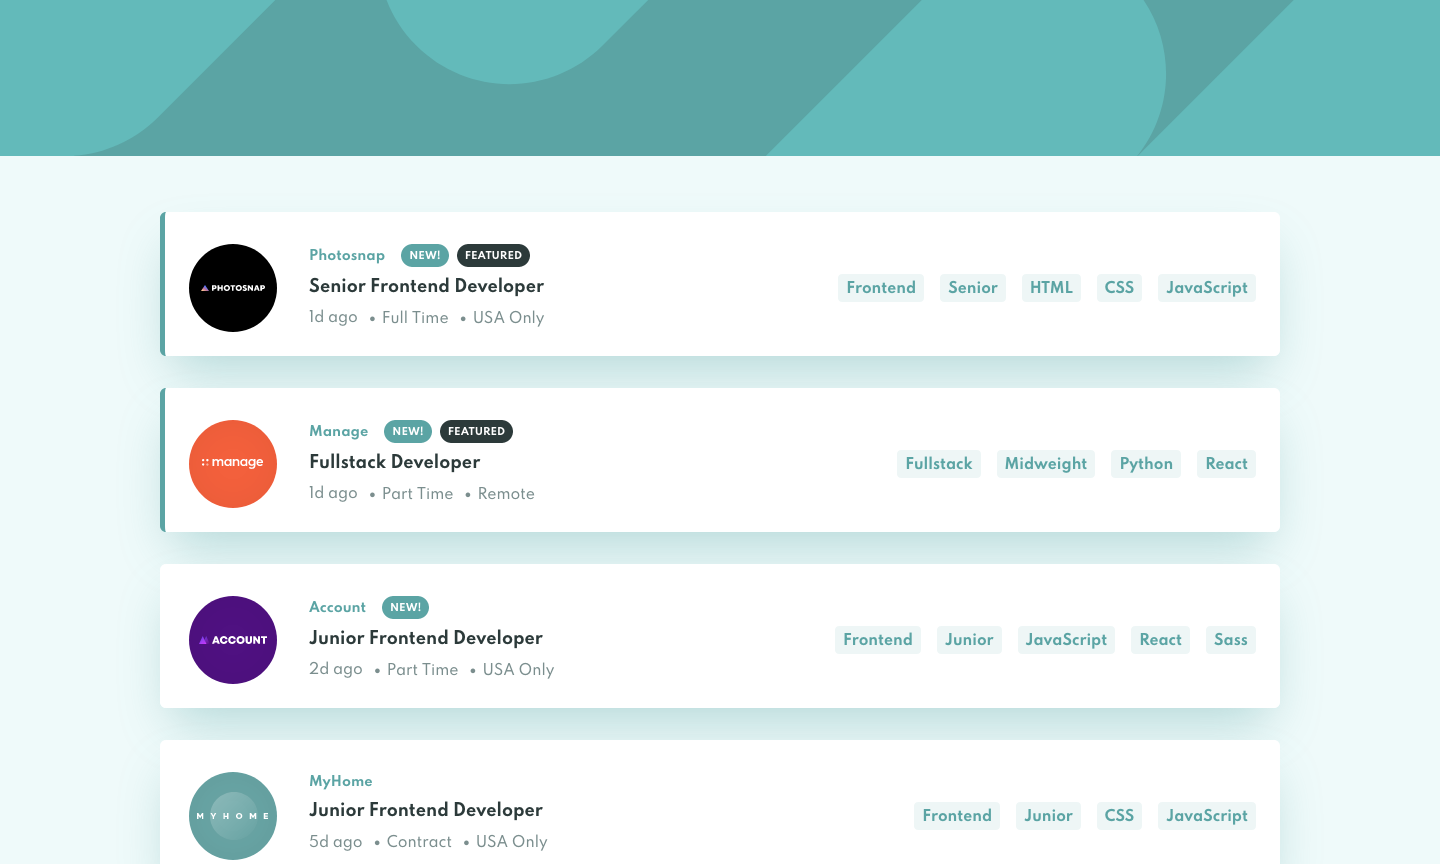 PHOTOSNAP
Photosnap NEW! FEATURED
Senior Frontend Developer
1d ago • Full Time • USA Only
Frontend Senior HTML CSS JavaScript
manage
Manage NEW! FEATURED
Fullstack Developer
1d ago • Part Time • Remote
Fullstack Midweight Python React
ACCOUNT
Account NEW!
Junior Frontend Developer
2d ago • Part Time • USA Only
Frontend Junior JavaScript React Sass
MYHOME
MyHome
Junior Frontend Developer
5d ago • Contract • USA Only
Frontend Junior CSS JavaScript